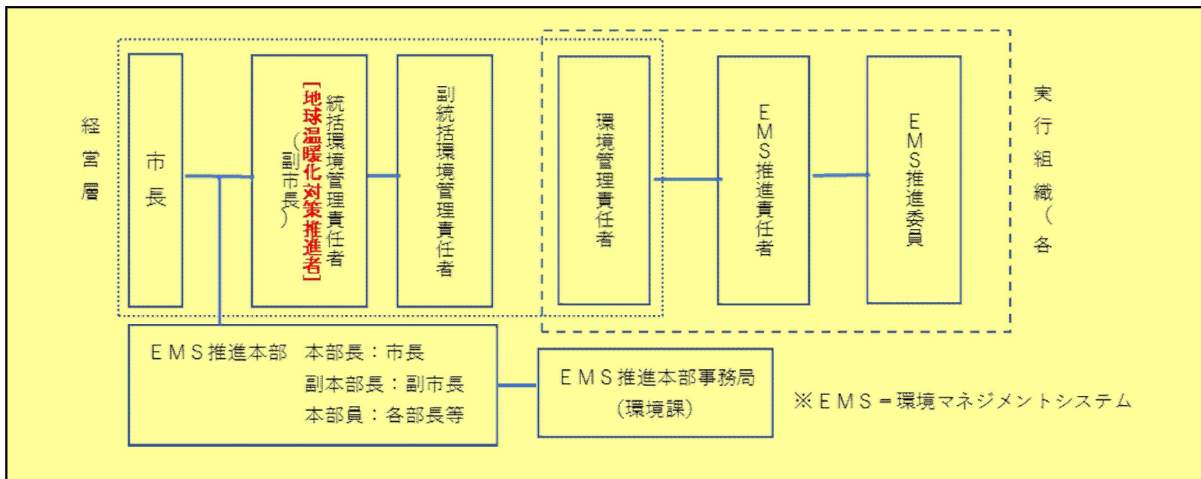 経営層
市長
統括環境管理責任者
(副市長)
[地球温暖化対策推進者]
副統括環境管理責任者
環境管理責任者
EMS推進責任者
EMS推進委員
実行組織(各
EMS推進本部 本部長：市長
副本部長：副市長
本部員：各部長等
EMS推進本部事務局
(環境課)
※EMS＝環境マネジメントシステム